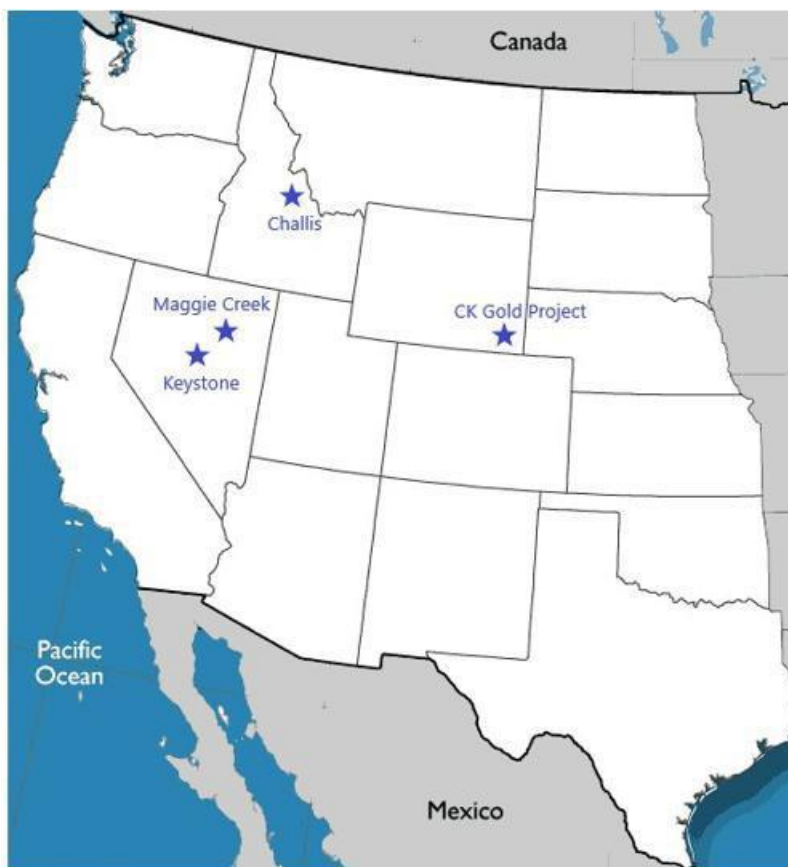 Canada
Challis
Maggie Creek
CK Gold Project
Keystone
Pacific
Ocean
Mexico